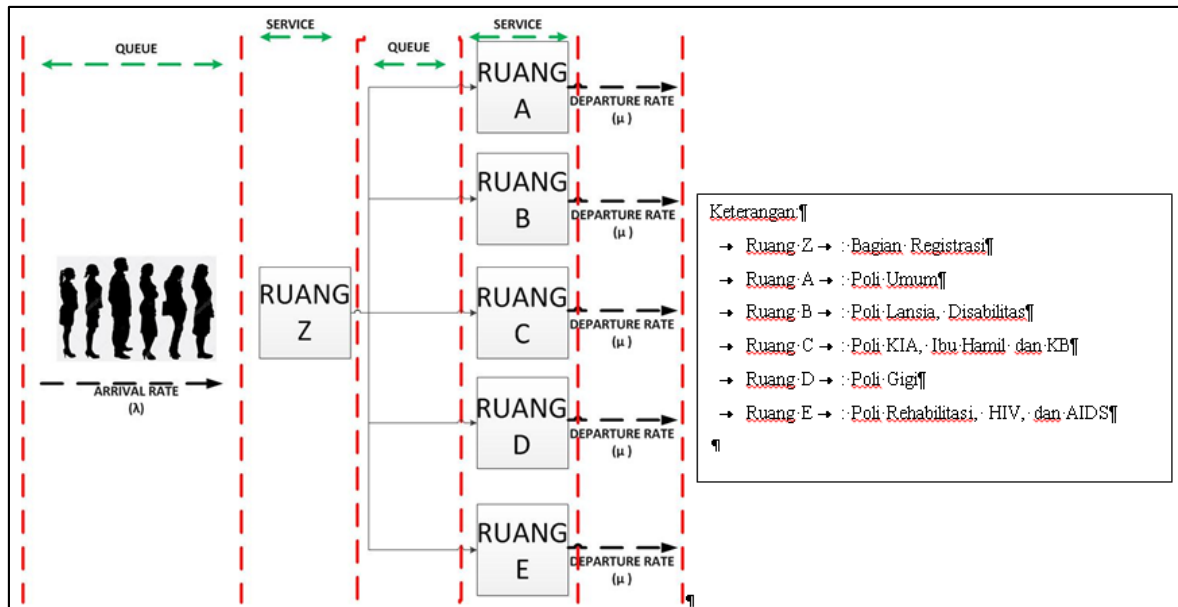 QUEUE
SERVICE
QUEUE
SERVICE
ARRIVAL RATE
(λ)
RUANG
Z
RUANG
A
DEPARTURE RATE
(μ)
RUANG
B
DEPARTURE RATE
(μ)
RUANG
C
DEPARTURE RATE
(μ)
RUANG
D
DEPARTURE RATE
(μ)
RUANG
E
DEPARTURE RATE
(μ)
¶
Keterangan:¶
→ Ruang·Z → :·Bagian·Registrasi¶
→ Ruang·A → :·Poli·Umum¶
→ Ruang·B → :·Poli·Lansia,·Disabilitas¶
→ Ruang·C → :·Poli·KIA,·Ibu·Hamil·dan·KB¶
→ Ruang·D → :·Poli·Gigi¶
→ Ruang·E → :·Poli·Rehabilitasi,·HIV,·dan·AIDS¶
¶